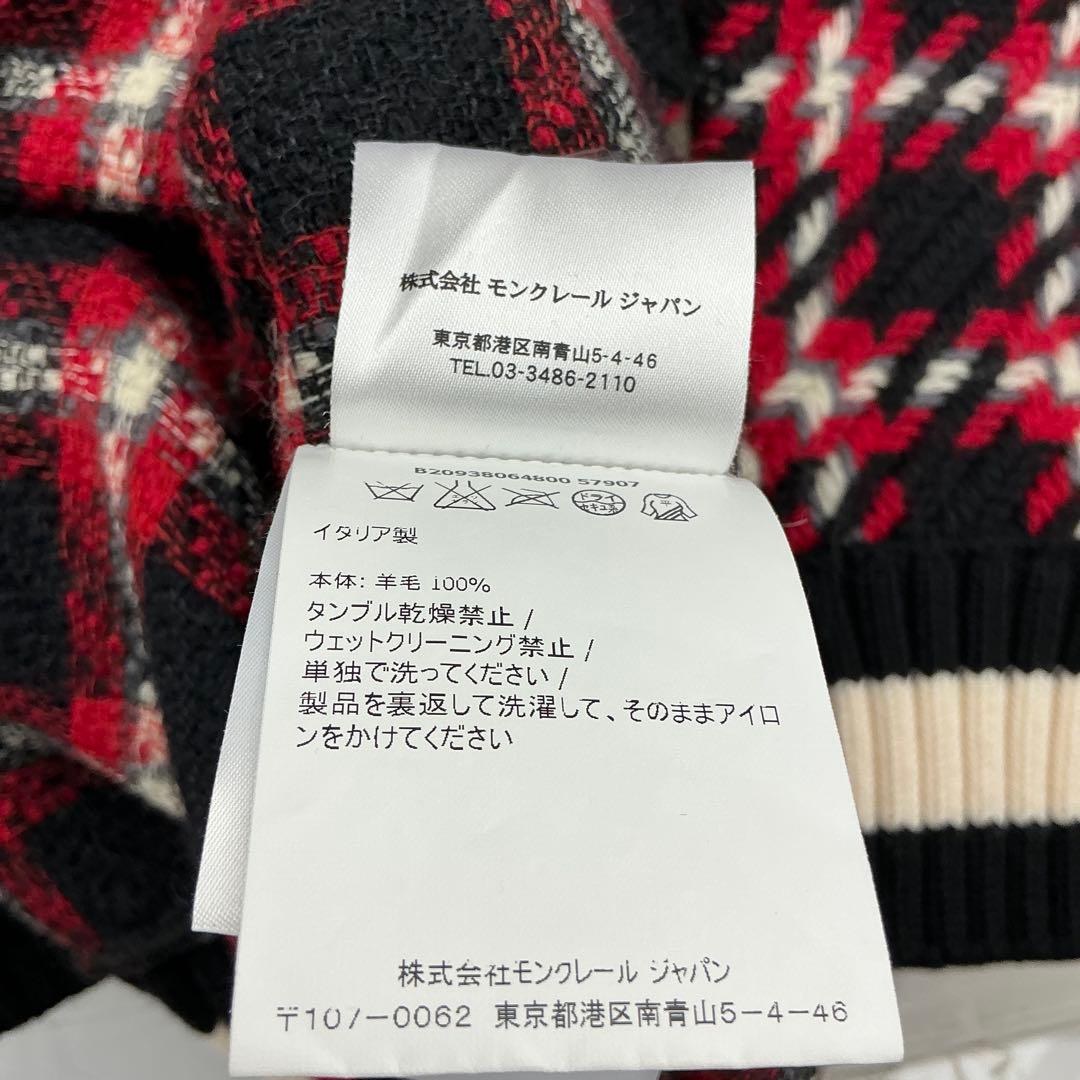 株式会社 モンクレール ジャパン
東京都港区南青山5-4-46
TEL.03-3486-2110
B20938064800 57907
ドライ
セキユ系
平
イタリア製
本体: 羊毛 100%
タンブル乾燥禁止 /
ウェットクリーニング禁止 /
単独で洗ってください /
製品を裏返して洗濯して、そのままアイロ
ンをかけてください
株式会社モンクレール ジャパン
〒107-0062 東京都港区南青山5-4-46